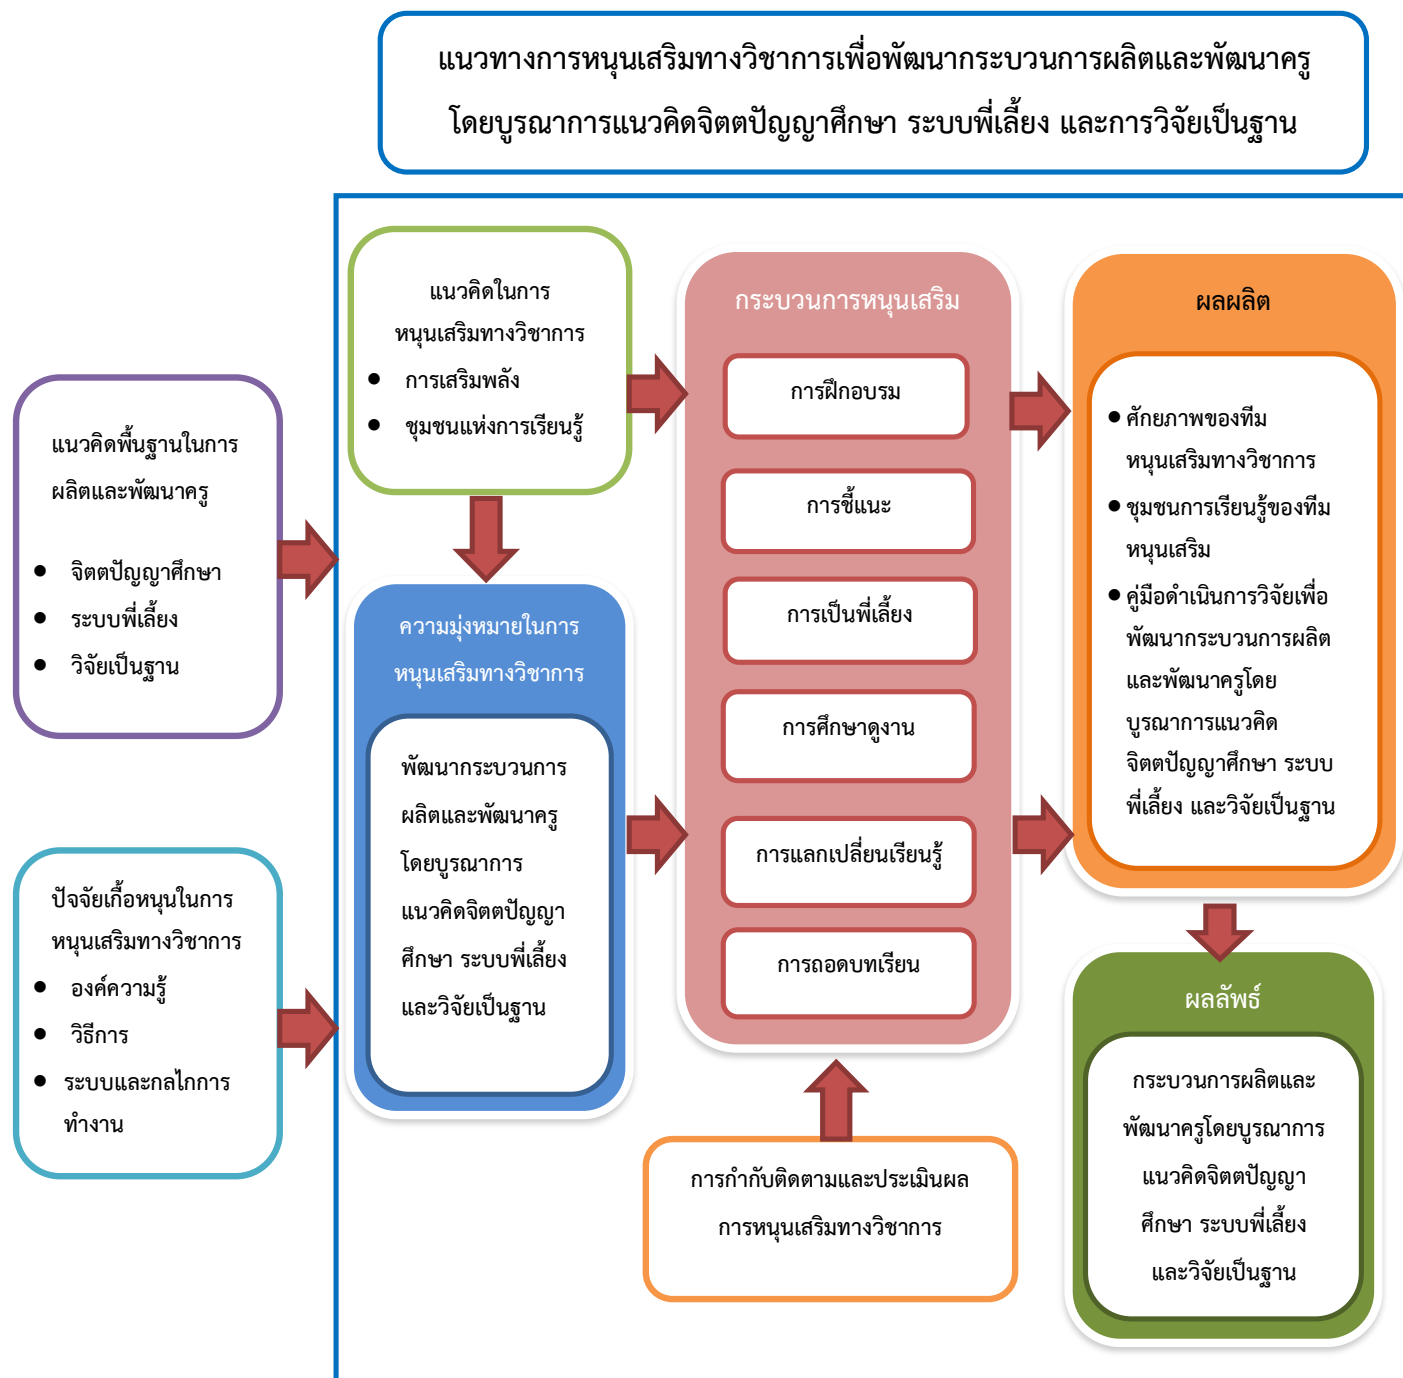 แนวทางการหนุนเสริมทางวิชาการเพื่อพัฒนากระบวนการผลิตและพัฒนาครู
โดยบูรณาการแนวคิดจิตตปัญญาศึกษา ระบบพี่เลี้ยง และการวิจัยเป็นฐาน
แนวคิดพื้นฐานในการ
ผลิตและพัฒนาครู
● จิตตปัญญาศึกษา
● ระบบพี่เลี้ยง
● วิจัยเป็นฐาน
ปัจจัยเกื้อหนุนในการ
หนุนเสริมทางวิชาการ
● องค์ความรู้
● วิธีการ
● ระบบและกลไกการ
ทำงาน
แนวคิดในการ
หนุนเสริมทางวิชาการ
● การเสริมพลัง
● ชุมชนแห่งการเรียนรู้
ความมุ่งหมายในการ
หนุนเสริมทางวิชาการ
พัฒนากระบวนการ
ผลิตและพัฒนาครู
โดยบูรณาการ
แนวคิดจิตตปัญญา
ศึกษา ระบบพี่เลี้ยง
และวิจัยเป็นฐาน
กระบวนการหนุนเสริม
การฝึกอบรม
การชี้แนะ
การเป็นพี่เลี้ยง
การศึกษาดูงาน
การแลกเปลี่ยนเรียนรู้
การถอดบทเรียน
การกำกับติดตามและประเมินผล
การหนุนเสริมทางวิชาการ
ผลผลิต
● ศักยภาพของทีม
หนุนเสริมทางวิชาการ
● ชุมชนการเรียนรู้ของทีม
หนุนเสริม
● คู่มือดำเนินการวิจัยเพื่อ
พัฒนากระบวนการผลิต
และพัฒนาครูโดย
บูรณาการแนวคิด
จิตตปัญญาศึกษา ระบบ
พี่เลี้ยง และวิจัยเป็นฐาน
ผลลัพธ์
กระบวนการผลิตและ
พัฒนาครูโดยบูรณาการ
แนวคิดจิตตปัญญา
ศึกษา ระบบพี่เลี้ยง
และวิจัยเป็นฐาน